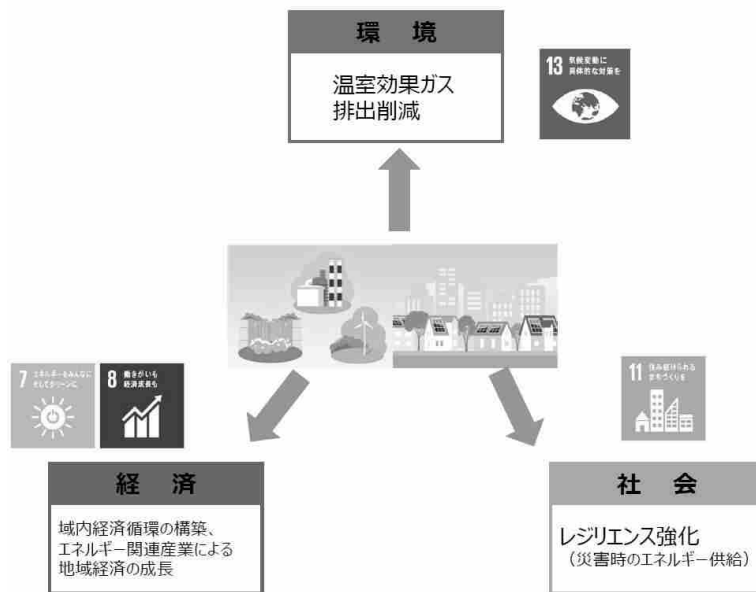 環 境
温室効果ガス
排出削減
13 気候変動に
具体的な対策を
7 エネルギーをみんなに
そしてクリーンに
8 働きがいも
経済成長も
11 住み続けられる
まちづくりを
経 済
域内経済循環の構築、
エネルギー関連産業による
地域経済の成長
社 会
レジリエンス強化
（災害時のエネルギー供給）